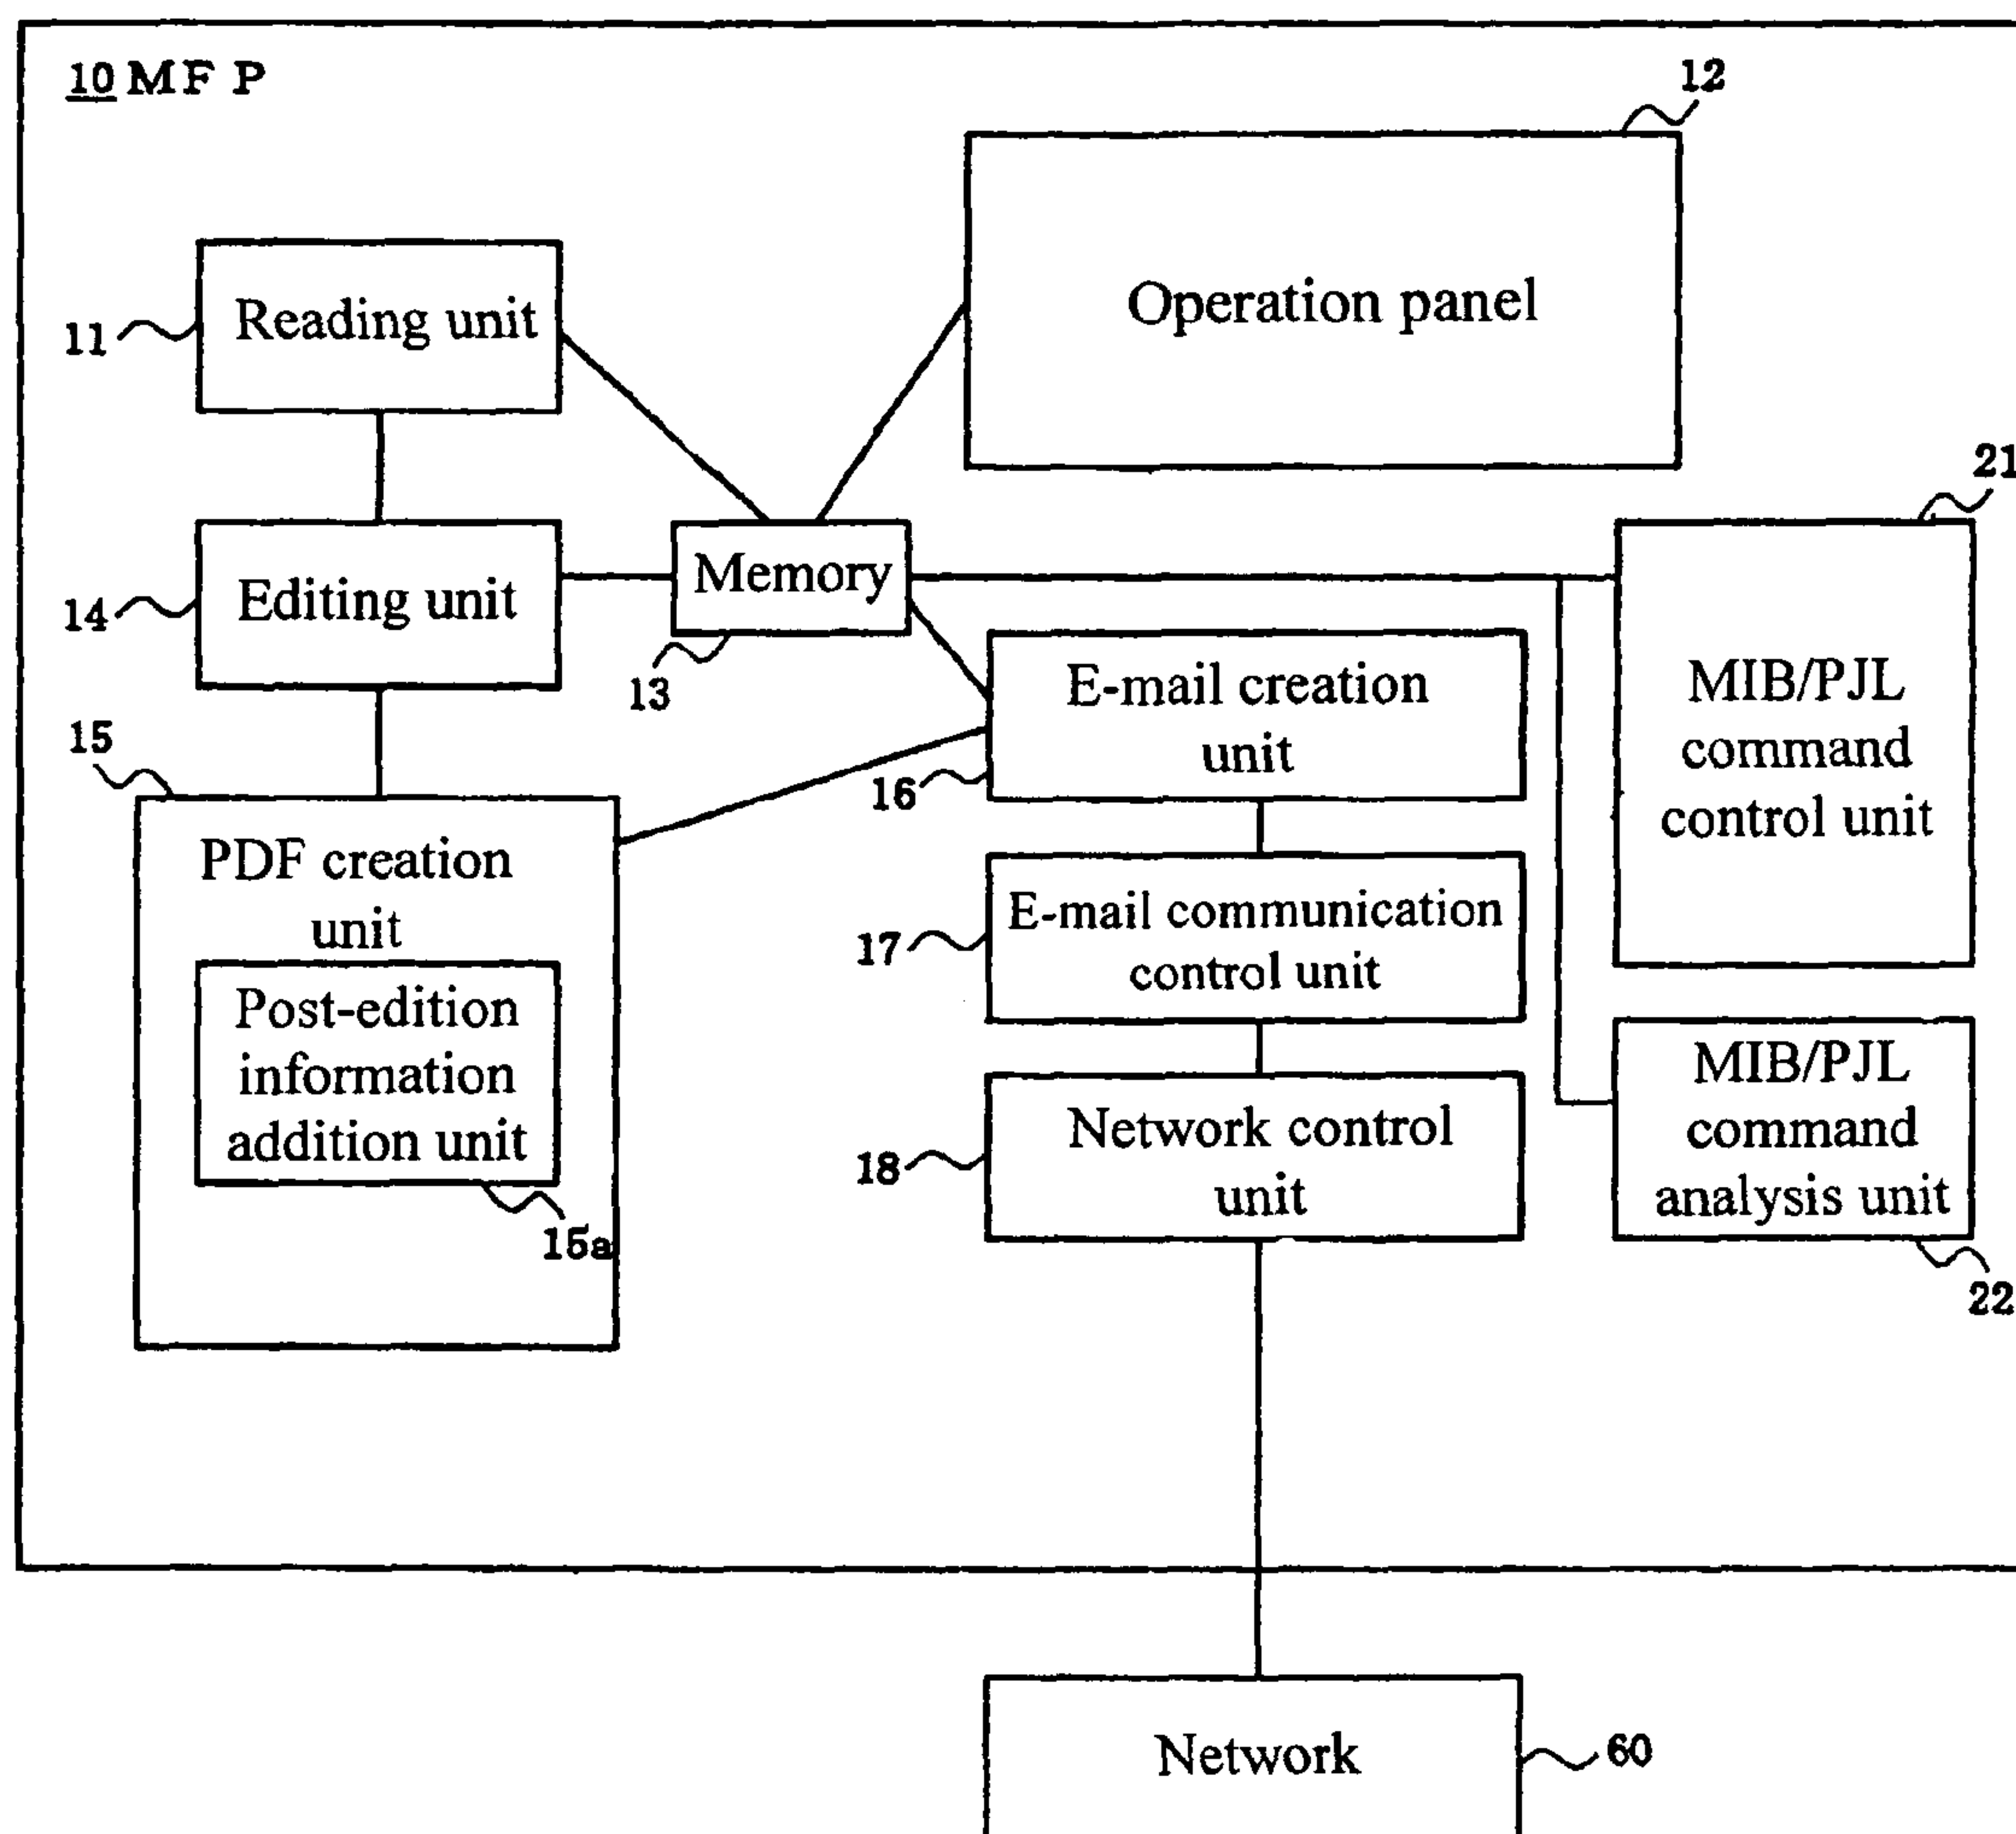 10 MFP
12
Operation panel
Reading unit
11
21
Editing unit
14
Memory
13
MIB/PJL
command
control unit
E-mail creation
unit
16
15
PDF creation
unit
Post-edition
information
addition unit
15a
E-mail communication
control unit
17
Network control
unit
18
MIB/PJL
command
analysis unit
22
Network
60